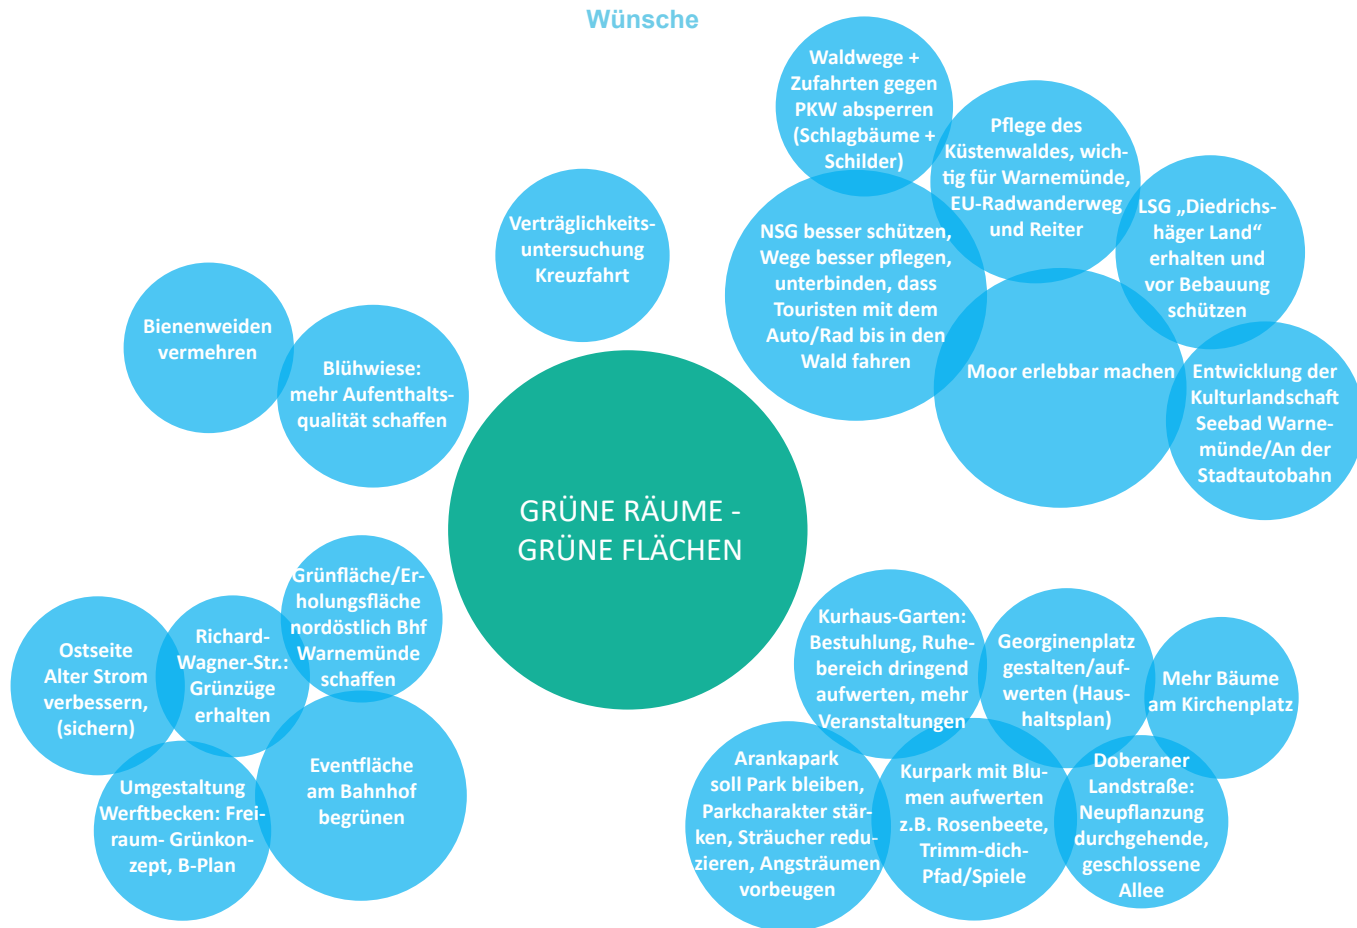 Wünsche
Waldwege +
Zufahrten gegen
PKW absperren
(Schlagbäume +
Schilder)
Pflege des
Küstenwaldes, wich-
tig für Warnemünde,
EU-Radwanderweg
und Reiter
LSG „Diedrichs-
häger Land“
erhalten und
vor Bebauung
schützen
Verträglichkeits-
untersuchung
Kreuzfahrt
NSG besser schützen,
Wege besser pflegen,
unterbinden, dass
Touristen mit dem
Auto/Rad bis in den
Wald fahren
Moor erlebbar machen
Entwicklung der
Kulturlandschaft
Seebad Warne-
münde/An der
Stadtautobahn
Bienenweiden
vermehren
Blühwiese:
mehr Aufenthalts-
qualität schaffen
GRÜNE RÄUME -
GRÜNE FLÄCHEN
Grünfläche/Er-
holungsfläche
nordöstlich Bhf
Warnemünde
schaffen
Richard-
Wagner-Str.:
Grünzüge
erhalten
Ostseite
Alter Strom
verbessern,
(sichern)
Umgestaltung
Werftbecken: Frei-
raum- Grünkon-
zept, B-Plan
Eventfläche
am Bahnhof
begrünen
Kurhaus-Garten:
Bestuhlung, Ruhe-
bereich dringend
aufwerten, mehr
Veranstaltungen
Georginenplatz
gestalten/auf-
werten (Haus-
haltsplan)
Mehr Bäume
am Kirchenplatz
Arankapark
soll Park bleiben,
Parkcharakter stär-
ken, Sträucher redu-
zieren, Angsträumen
vorbeugen
Kurpark mit Blu-
men aufwerten
z.B. Rosenbeete,
Trimm-dich-
Pfad/Spiele
Doberaner
Landstraße:
Neupflanzung
durchgehende,
geschlossene
Allee